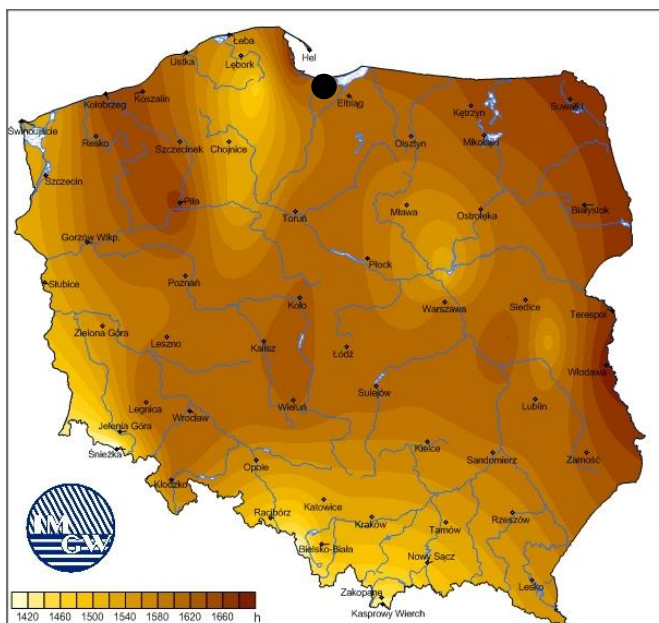 Łeba
Hel
Ustka
Lębork
Kołobrzeg
Koszalin
Elbląg
Kętrzyn
Suwałki
Świnoujście
Resko
Szczecinek
Chojnice
Olsztyn
Mikołajki
Szczecin
Piła
Toruń
Mława
Ostrołęka
Białystok
Gorzów Wlkp.
Płock
Słubice
Poznań
Koło
Warszawa
Siedlce
Terespol
Zielona Góra
Leszno
Kalisz
Łódź
Włodawa
Sulejów
Legnica
Wrocław
Wieluń
Lublin
Jelenia Góra
Śnieżka
Kielce
Sandomierz
Zamość
Opole
Kłodzko
Racibórz
Katowice
Kraków
Tarnów
Rzeszów
Bielsko-Biała
Nowy Sącz
Lesko
Zakopane
Kasprowy Wierch
IM
GW
1420 1460 1500 1540 1580 1620 1660 h